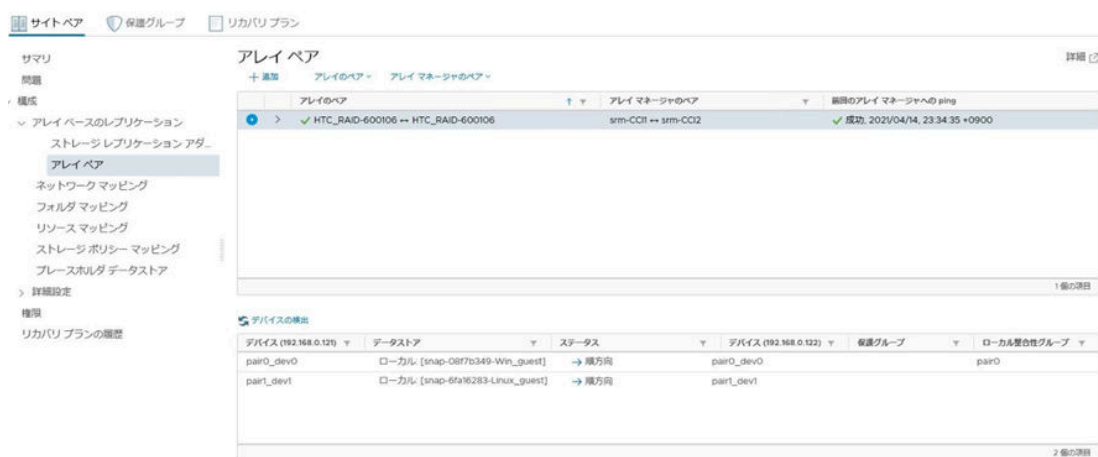 サイト ペア 保護グループ リカバリ プラン
サマリ
問題
構成
アレイ ベースのレプリケーション
ストレージ レプリケーション アダ...
アレイ ペア
ネットワーク マッピング
フォルダ マッピング
リソース マッピング
ストレージ ポリシー マッピング
プレースホルダ データストア
詳細設定
権限
リカバリ プランの履歴
アレイ ペア 詳細
+ 追加 アレイのペア アレイ マネージャのペア
アレイのペア アレイ マネージャのペア 前回のアレイ マネージャへの ping
HTC_RAID-600106 ↔ HTC_RAID-600106 srm-CCI1 ↔ srm-CCI2 成功, 2021/04/14, 23:34:35 +0900
1 個の項目
デバイスの検出
デバイス (192.168.0.121) データストア ステータス デバイス (192.168.0.122) 保護グループ ローカル整合性グループ
pair0_dev0 ローカル: [snap-08f7b349-Win_guest] → 順方向 pair0_dev0 pair0
pair1_dev1 ローカル: [snap-6fa16283-Linux_guest] → 順方向 pair1_dev1
2 個の項目